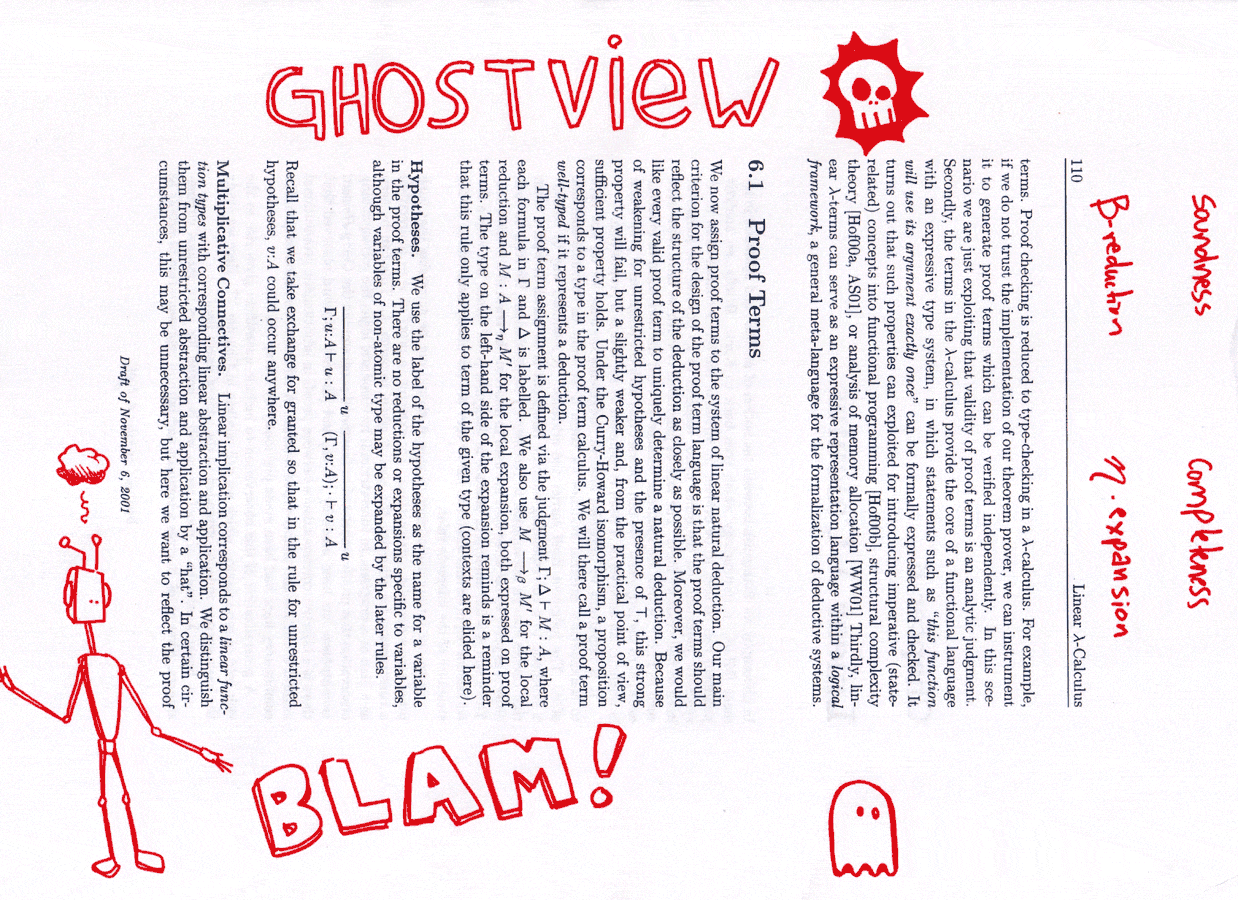 GHOSTVIEW
Soundness
Completeness
β-reduction
η-expansion
110
Linear λ-Calculus
terms. Proof checking is reduced to type-checking in a λ-calculus. For example,
if we do not trust the implementation of our theorem prover, we can instrument
it to generate proof terms which can be verified independently. In this sce-
nario we are just exploiting that validity of proof terms is an analytic judgment.
Secondly, the terms in the λ-calculus provide the core of a functional language
with an expressive type system, in which statements such as “this function
will use its argument exactly once” can be formally expressed and checked. It
turns out that such properties can exploited for introducing imperative (state-
related) concepts into functional programming [Hof00b], structural complexity
theory [Hof00a, AS01], or analysis of memory allocation [WW01] Thirdly, lin-
ear λ-terms can serve as an expressive representation language within a logical
framework, a general meta-language for the formalization of deductive systems.
6.1 Proof Terms
We now assign proof terms to the system of linear natural deduction. Our main
criterion for the design of the proof term language is that the proof terms should
reflect the structure of the deduction as closely as possible. Moreover, we would
like every valid proof term to uniquely determine a natural deduction. Because
of weakening for unrestricted hypotheses and the presence of ⊤, this strong
property will fail, but a slightly weaker and, from the practical point of view,
sufficient property holds. Under the Curry-Howard isomorphism, a proposition
corresponds to a type in the proof term calculus. We will there call a proof term
well-typed if it represents a deduction.
The proof term assignment is defined via the judgment Γ; Δ ⊢ M : A, where
each formula in Γ and Δ is labelled. We also use M ⟶β M′ for the local
reduction and M : A ⟶η M′ for the local expansion, both expressed on proof
terms. The type on the left-hand side of the expansion reminds is a reminder
that this rule only applies to term of the given type (contexts are elided here).
Hypotheses. We use the label of the hypotheses as the name for a variable
in the proof terms. There are no reductions or expansions specific to variables,
although variables of non-atomic type may be expanded by the later rules.
u u
Γ; u:A ⊢ u : A (Γ, v:A); · ⊢ v : A
Recall that we take exchange for granted so that in the rule for unrestricted
hypotheses, v:A could occur anywhere.
Multiplicative Connectives. Linear implication corresponds to a linear func-
tion types with corresponding linear abstraction and application. We distinguish
them from unrestricted abstraction and application by a “hat”. In certain cir-
cumstances, this may be unnecessary, but here we want to reflect the proof
Draft of November 6, 2001
BLAM!